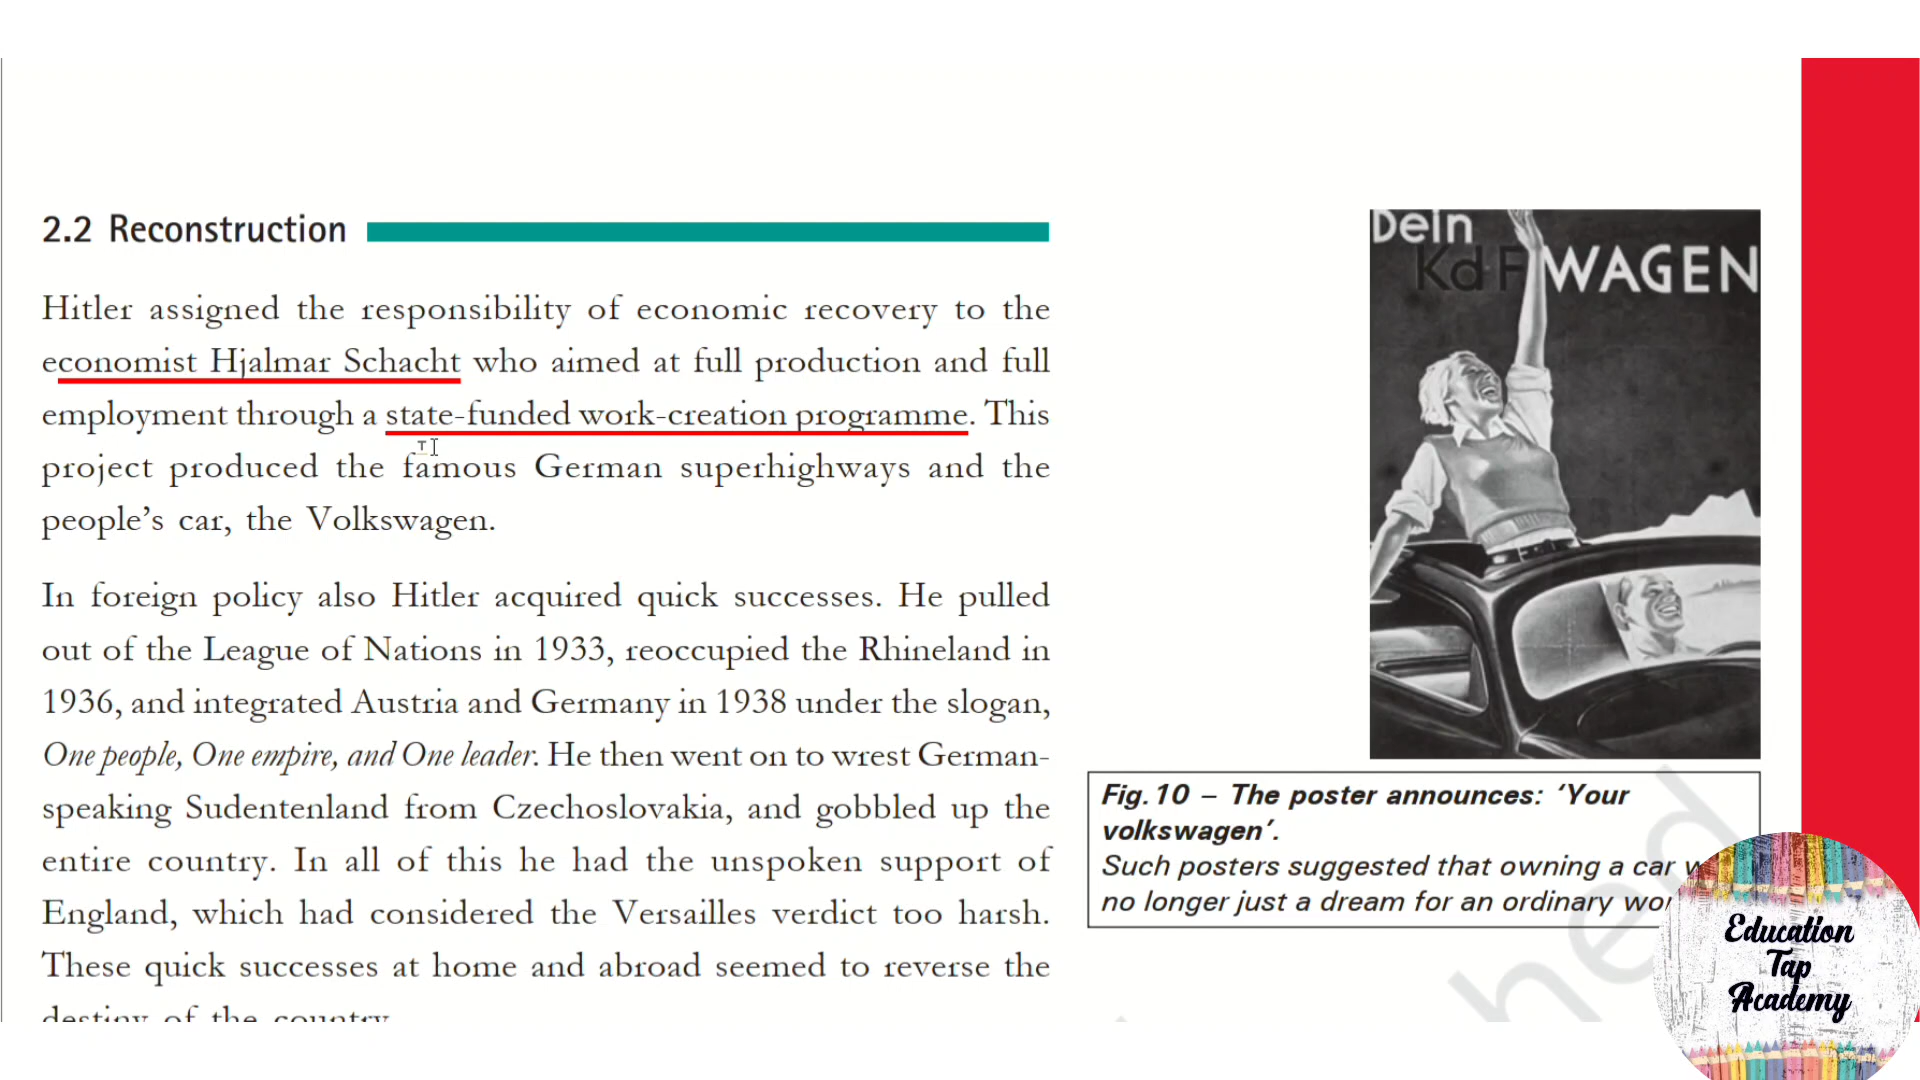 2.2 Reconstruction
Hitler assigned the responsibility of economic recovery to the
economist Hjalmar Schacht who aimed at full production and full
employment through a state-funded work-creation programme. This
project produced the famous German superhighways and the
people's car, the Volkswagen.
In foreign policy also Hitler acquired quick successes. He pulled
out of the League of Nations in 1933, reoccupied the Rhineland in
1936, and integrated Austria and Germany in 1938 under the slogan,
One people, One empire, and One leader. He then went on to wrest German-
speaking Sudentenland from Czechoslovakia, and gobbled up the
entire country. In all of this he had the unspoken support of
England, which had considered the Versailles verdict too harsh.
These quick successes at home and abroad seemed to reverse the
destiny of the country.
Dein
KdF WAGEN
Fig.10 – The poster announces: 'Your
volkswagen'.
Such posters suggested that owning a car
no longer just a dream for an ordinary
hed
Education
Tap
Academy